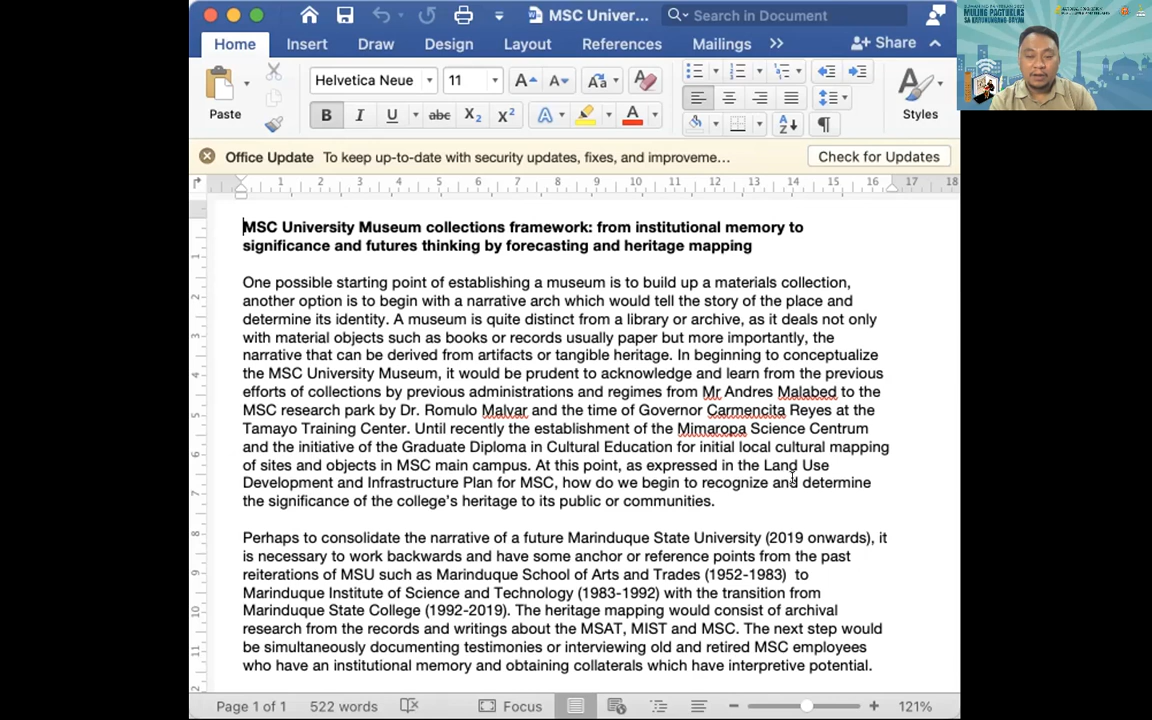 MSC Univer...
Search in Document
Home
Insert
Draw
Design
Layout
References
Mailings
Share
Paste
Helvetica Neue
11
Styles
Office Update To keep up-to-date with security updates, fixes, and improveme...
Check for Updates
1 2 3 4 5 6 7 8 9 10 11 12 13 14 15 16 17 18
MSC University Museum collections framework: from institutional memory to
significance and futures thinking by forecasting and heritage mapping
One possible starting point of establishing a museum is to build up a materials collection,
another option is to begin with a narrative arch which would tell the story of the place and
determine its identity. A museum is quite distinct from a library or archive, as it deals not only
with material objects such as books or records usually paper but more importantly, the
narrative that can be derived from artifacts or tangible heritage. In beginning to conceptualize
the MSC University Museum, it would be prudent to acknowledge and learn from the previous
efforts of collections by previous administrations and regimes from Mr Andres Malabed to the
MSC research park by Dr. Romulo Malvar and the time of Governor Carmencita Reyes at the
Tamayo Training Center. Until recently the establishment of the Mimaropa Science Centrum
and the initiative of the Graduate Diploma in Cultural Education for initial local cultural mapping
of sites and objects in MSC main campus. At this point, as expressed in the Land Use
Development and Infrastructure Plan for MSC, how do we begin to recognize and determine
the significance of the college's heritage to its public or communities.
Perhaps to consolidate the narrative of a future Marinduque State University (2019 onwards), it
is necessary to work backwards and have some anchor or reference points from the past
reiterations of MSU such as Marinduque School of Arts and Trades (1952-1983)  to
Marinduque Institute of Science and Technology (1983-1992) with the transition from
Marinduque State College (1992-2019). The heritage mapping would consist of archival
research from the records and writings about the MSAT, MIST and MSC. The next step would
be simultaneously documenting testimonies or interviewing old and retired MSC employees
who have an institutional memory and obtaining collaterals which have interpretive potential.
Page 1 of 1
522 words
Focus
121%